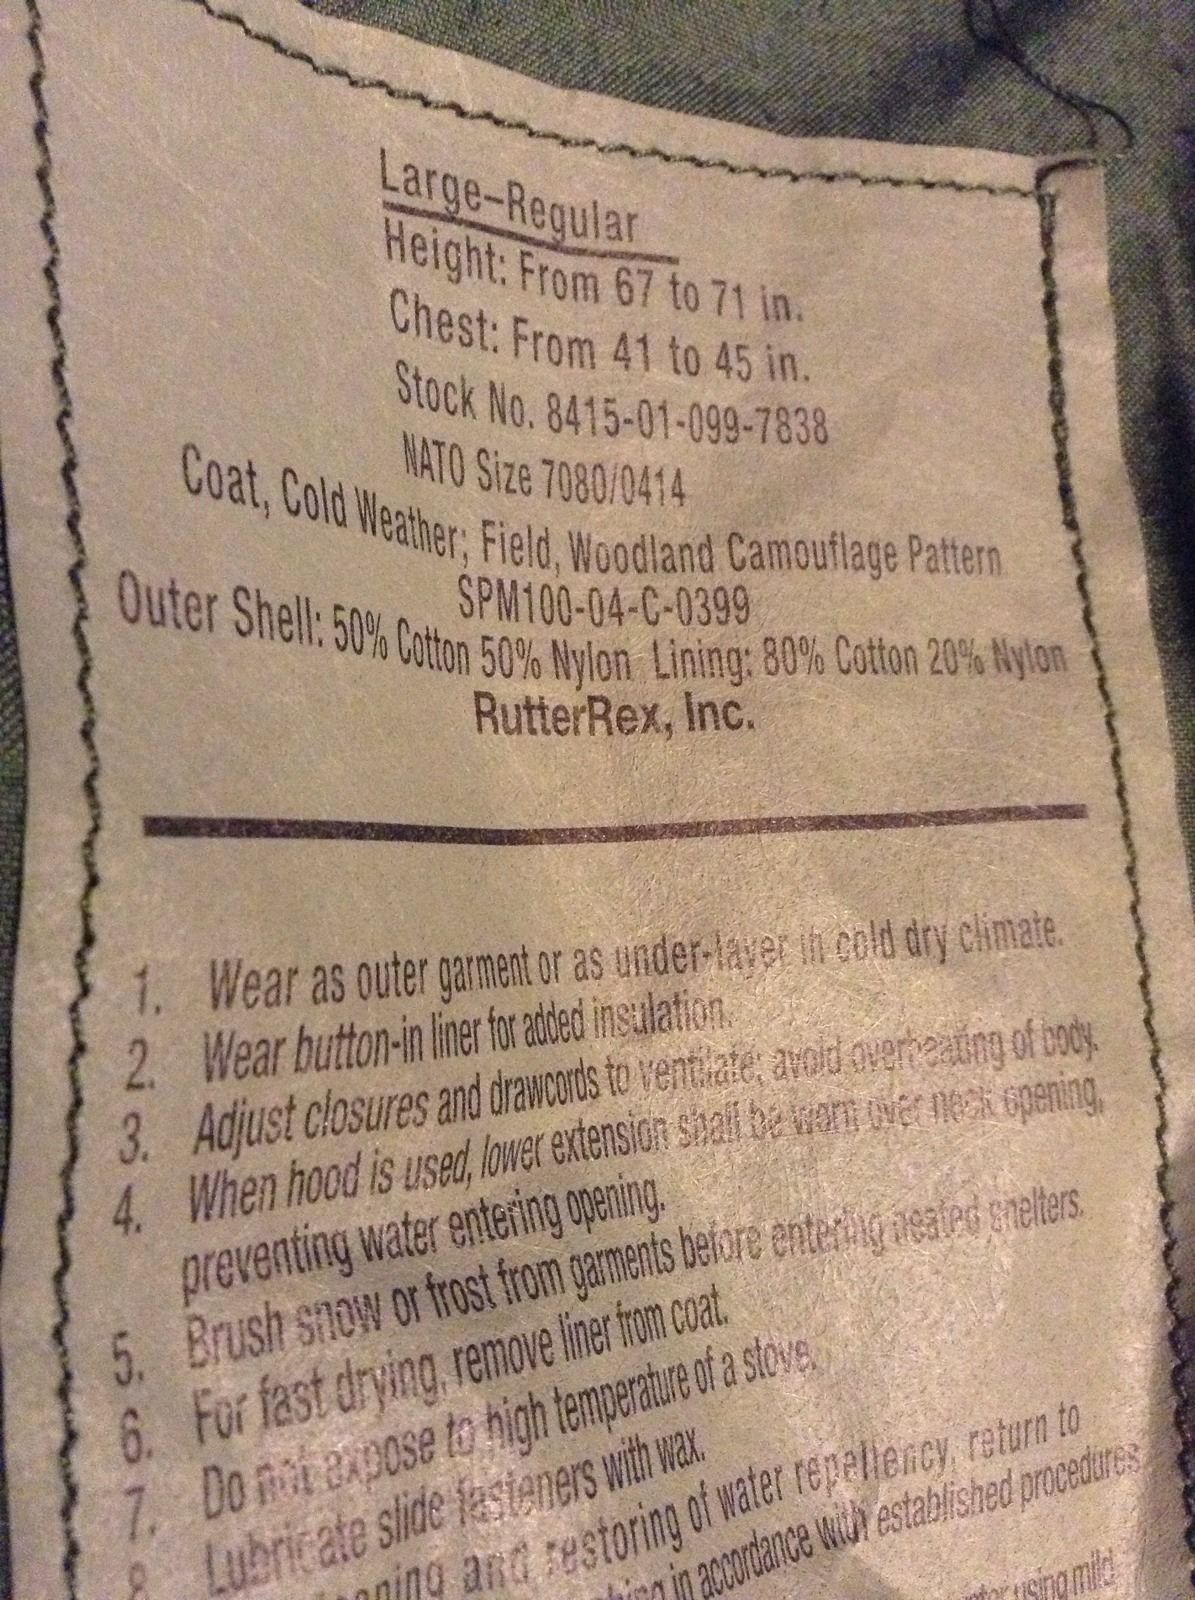 Large–Regular
Height: From 67 to 71 in.
Chest: From 41 to 45 in.
Stock No. 8415-01-099-7838
NATO Size 7080/0414
Coat, Cold Weather; Field, Woodland Camouflage Pattern
SPM100-04-C-0399
Outer Shell: 50% Cotton 50% Nylon Lining: 80% Cotton 20% Nylon
RutterRex, Inc.
1. Wear as outer garment or as under-layer in cold dry climate.
2. Wear button-in liner for added insulation.
3. Adjust closures and drawcords to ventilate; avoid overheating of body.
4. When hood is used, lower extension shall be worn over neck opening,
preventing water entering opening.
5. Brush snow or frost from garments before entering heated shelters.
6. For fast drying, remove liner from coat.
7. Do not expose to high temperature of a stove.
8. Lubricate slide fasteners with wax.
and restoring of water repellency, return to
in accordance with established procedures
using mild